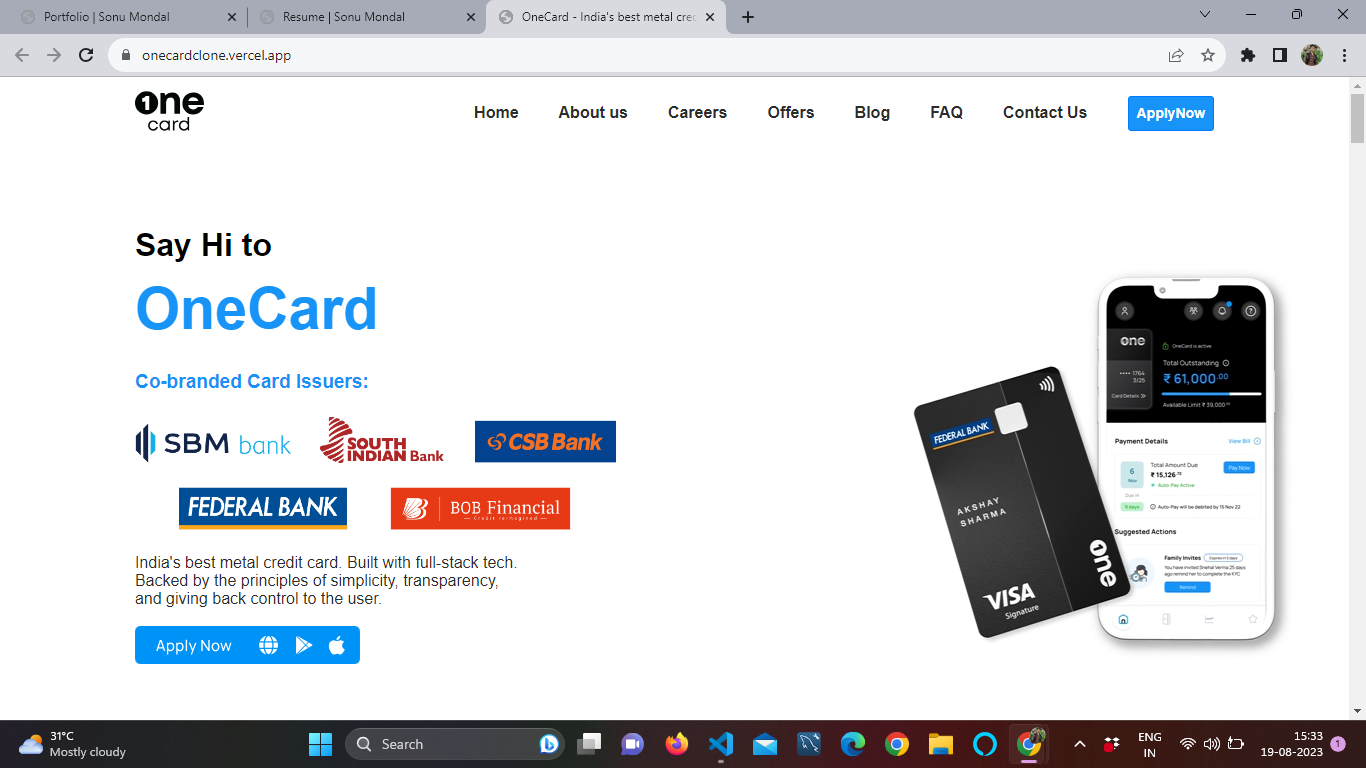 Portfolio | Sonu Mondal
Resume | Sonu Mondal
OneCard - India's best metal cre
onecardclone.vercel.app
one
card
Home
About us
Careers
Offers
Blog
FAQ
Contact Us
ApplyNow
Say Hi to
OneCard
Co-branded Card Issuers:
SBM bank
SOUTH
INDIAN Bank
CSB Bank
FEDERAL BANK
BOB Financial
Credit reimagined
India's best metal credit card. Built with full-stack tech.
Backed by the principles of simplicity, transparency,
and giving back control to the user.
Apply Now
FEDERAL BANK
AKSHAY
SHARMA
one
VISA
Signature
one
OneCard is active
Total Outstanding
₹ 61,000.00
•••• 1764
3/25
Card Details
Available Limit ₹ 39,000
Payment Details
View Bill
6
Nov
Total Amount Due
₹ 15,126.72
Pay Now
Auto-Pay Active
Due in
9 days
Auto-Pay will be debited by 15 Nov 22
Suggested Actions
Family Invites
Expires in 5 days
You have invited Snehal Verma 25 days
ago remind her to complete the KYC
Remind
31°C
Mostly cloudy
Search
ENG
IN
15:33
19-08-2023
1